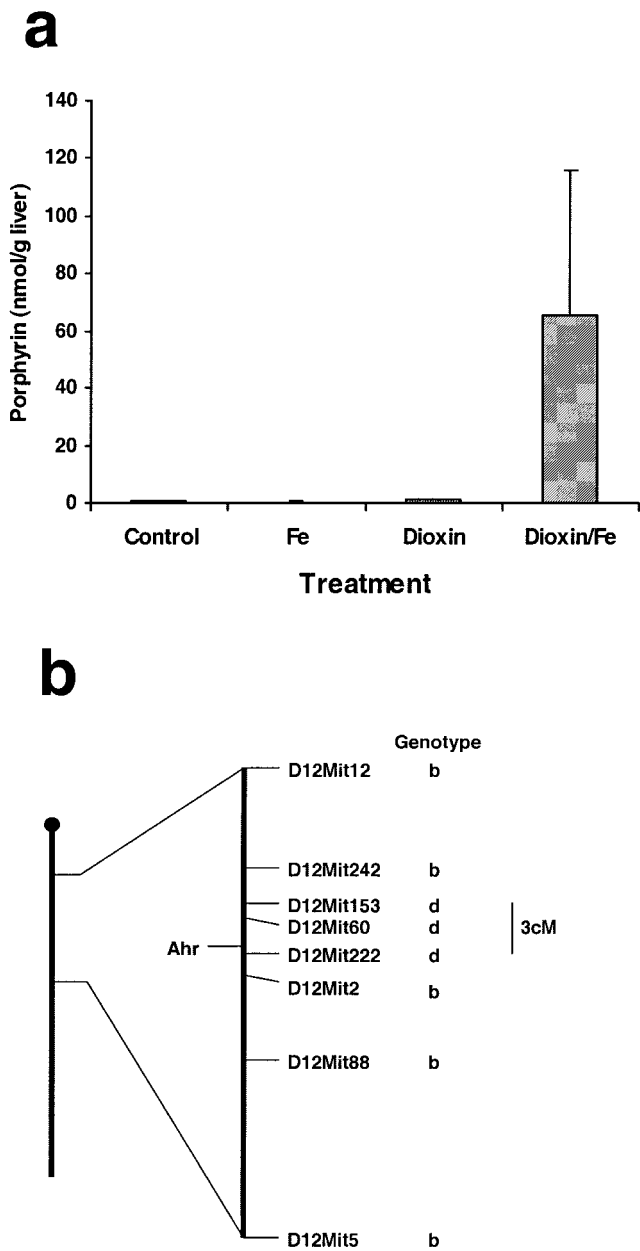 a
Porphyrin (nmol/g liver)
140
120
100
80
60
40
20
0
Control Fe Dioxin Dioxin/Fe
Treatment
b
Genotype
D12Mit12 b
D12Mit242 b
D12Mit153 d
D12Mit60 d
3cM
Ahr
D12Mit222 d
D12Mit2 b
D12Mit88 b
D12Mit5 b